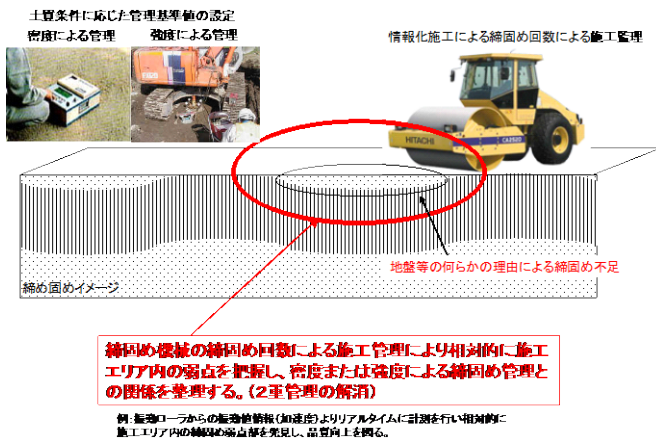 土質条件に応じた管理基準値の設定
密度による管理
強度による管理
情報化施工による締固め回数による施工監理
HITACHI
地盤等の何らかの理由による締固め不足
締め固めイメージ
締固め機械の締固め回数による施工管理により相対的に施工
エリア内の弱点を把握し、密度または強度による締固め管理と
の関係を整理する。(2重管理の解消)
例:振動ローラからの振動値情報(加速度)よりリアルタイムに計測を行い相対的に
施工エリア内の締固め弱点部を発見し、品質向上を図る。